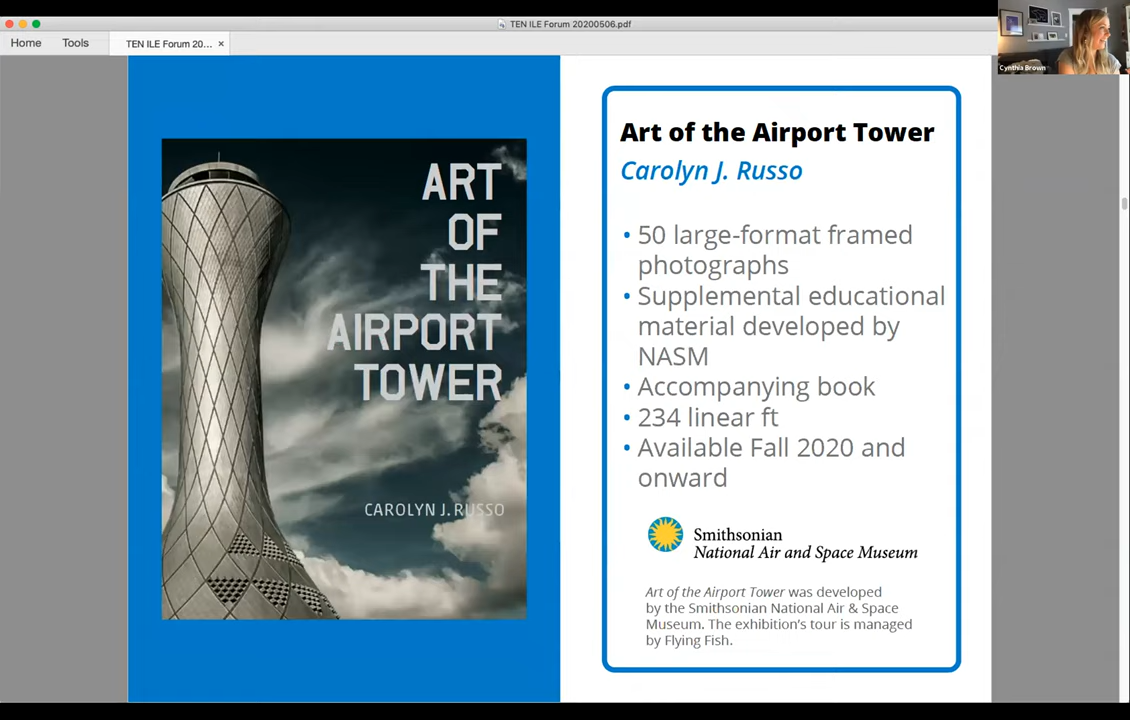 TEN ILE Forum 20200506.pdf
Home
Tools
TEN ILE Forum 20... ×
Cynthia Brown
ART
OF
THE
AIRPORT
TOWER
CAROLYN J. RUSSO
Art of the Airport Tower
Carolyn J. Russo
• 50 large-format framed
photographs
• Supplemental educational
material developed by
NASM
• Accompanying book
• 234 linear ft
• Available Fall 2020 and
onward
Smithsonian
National Air and Space Museum
Art of the Airport Tower was developed
by the Smithsonian National Air & Space
Museum. The exhibition's tour is managed
by Flying Fish.